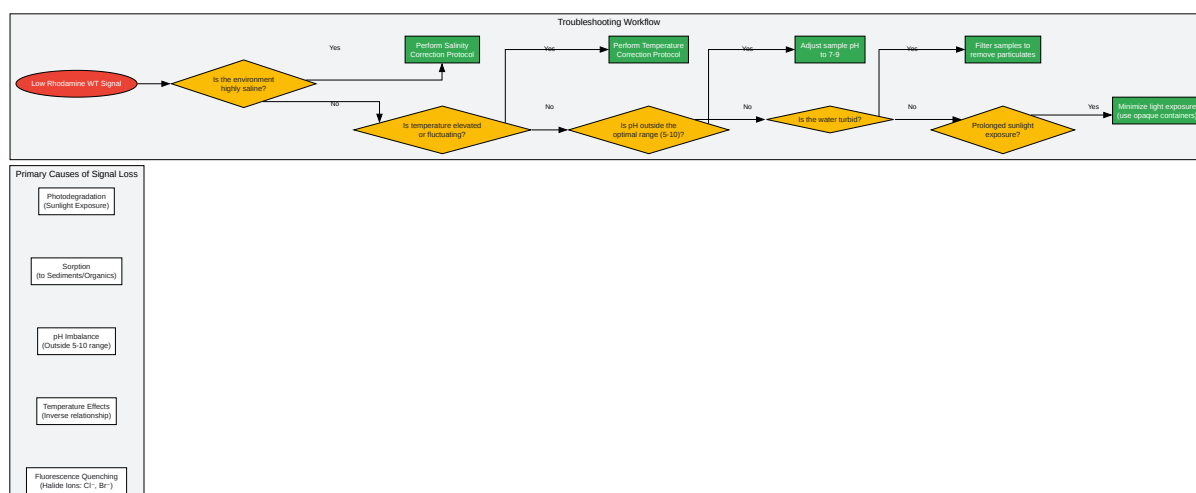 Troubleshooting Workflow
Low Rhodamine WT Signal
Is the environment
highly saline?
Yes
Perform Salinity
Correction Protocol
No
Is temperature elevated
or fluctuating?
Yes
Perform Temperature
Correction Protocol
No
Is pH outside the
optimal range (5-10)?
Yes
Adjust sample pH
to 7-9
No
Is the water turbid?
Yes
Filter samples to
remove particulates
No
Prolonged sunlight
exposure?
Yes
Minimize light exposure
(use opaque containers)
Primary Causes of Signal Loss
Photodegradation
(Sunlight Exposure)
Sorption
(to Sediments/Organics)
pH Imbalance
(Outside 5-10 range)
Temperature Effects
(Inverse relationship)
Fluorescence Quenching
(Halide Ions: Cl⁻, Br⁻)